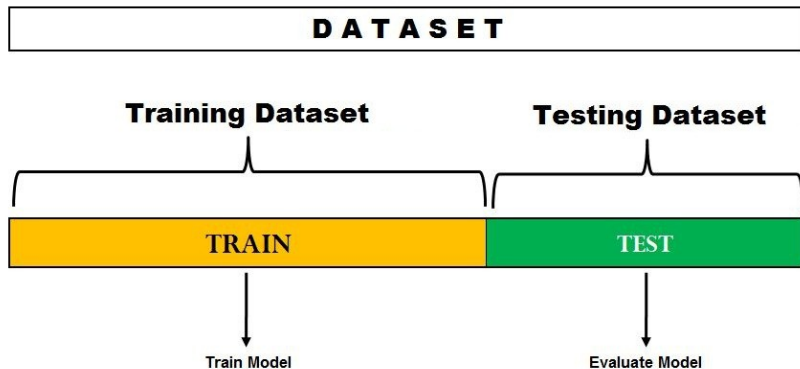 DATASET
Training Dataset
Testing Dataset
TRAIN
TEST
Train Model
Evaluate Model